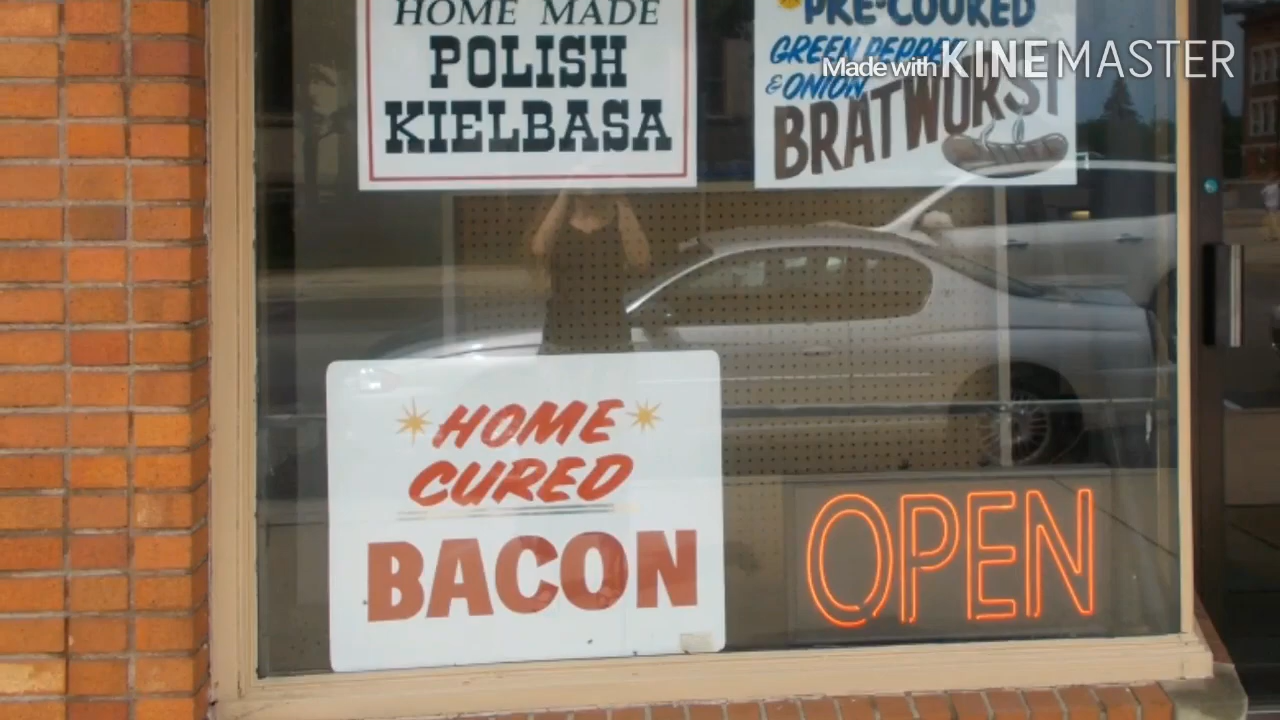 HOME MADE
POLISH
KIELBASA
PRE-COOKED
GREEN PEPPER
& ONION
BRATWURST
Made with KINEMASTER
HOME
CURED
BACON
OPEN